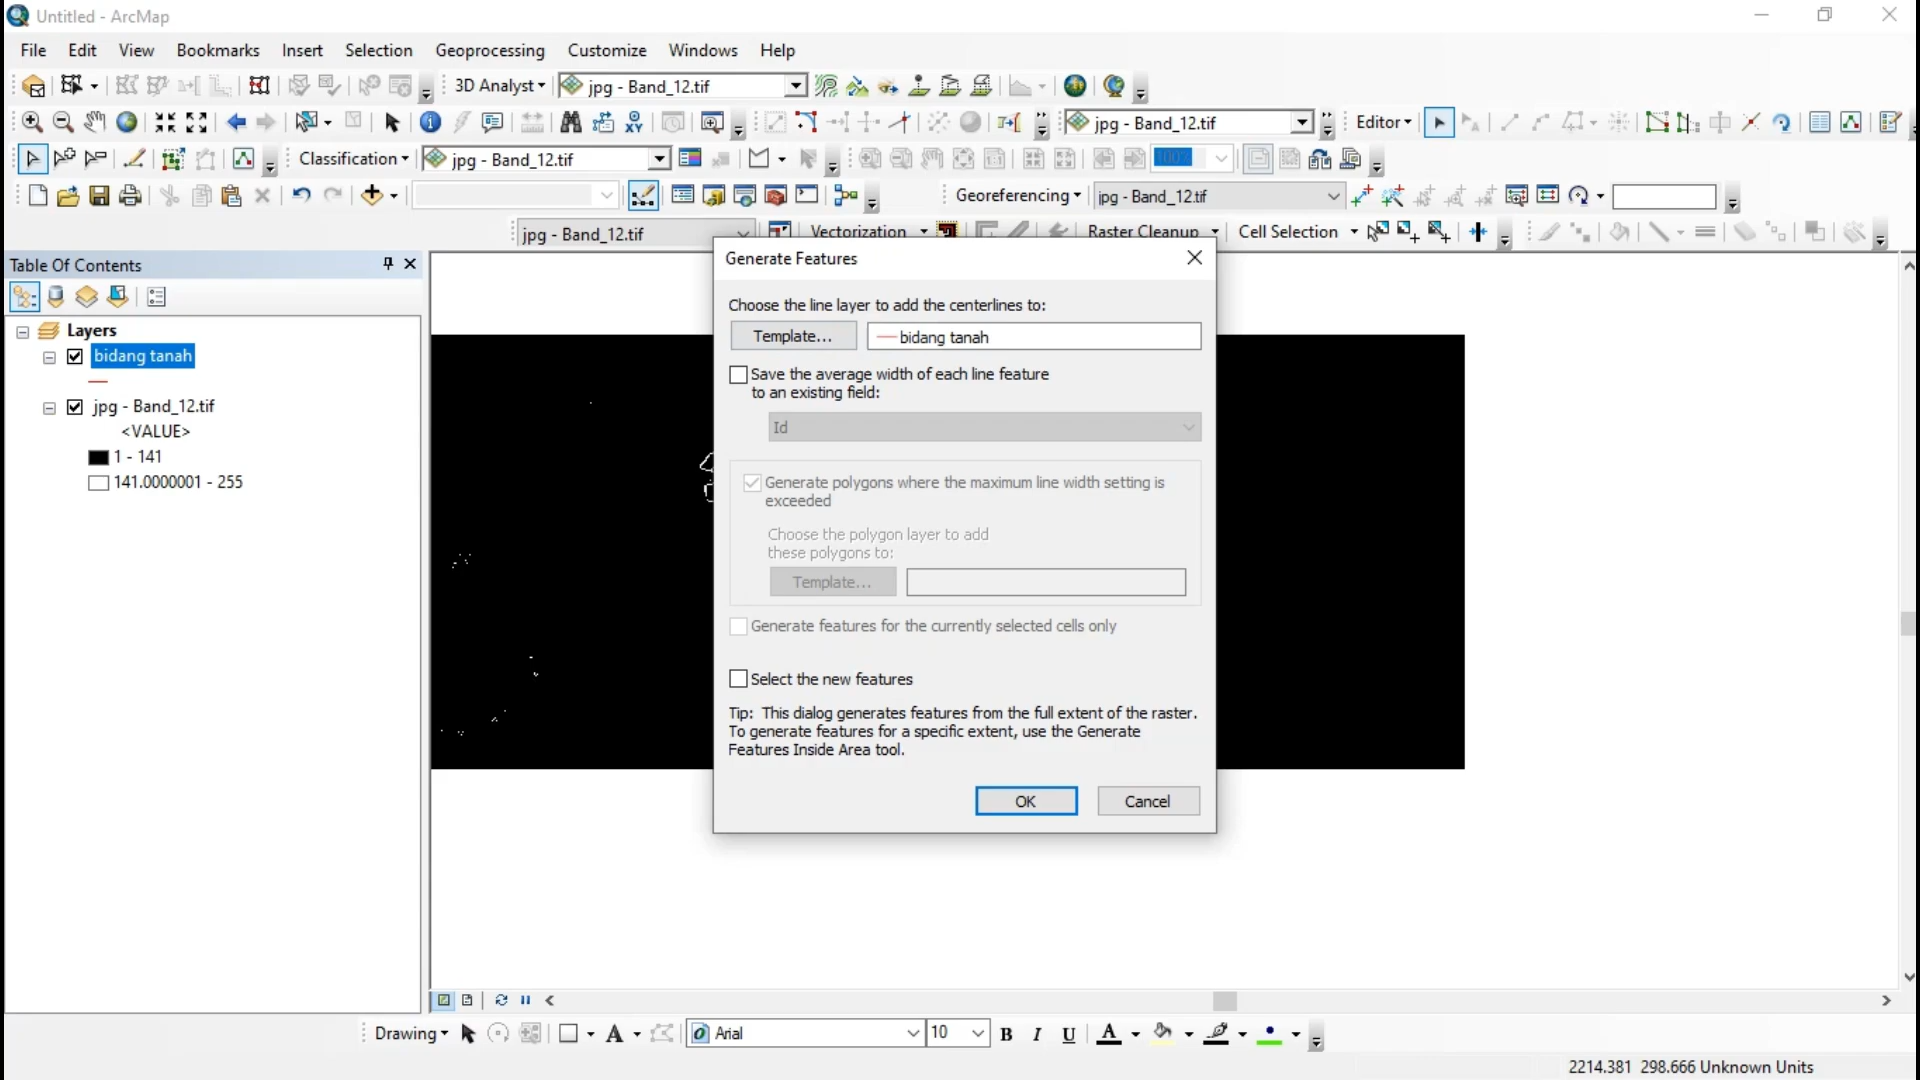 Untitled - ArcMap
File Edit View Bookmarks Insert Selection Geoprocessing Customize Windows Help
3D Analyst jpg - Band_12.tif
jpg - Band_12.tif Editor
Classification jpg - Band_12.tif 100%
Georeferencing jpg - Band_12.tif
jpg - Band_12.tif Vectorization Raster Cleanup Cell Selection
Table Of Contents
Layers
bidang tanah
jpg - Band_12.tif
<VALUE>
1 - 141
141.0000001 - 255
Generate Features
Choose the line layer to add the centerlines to:
Template... bidang tanah
Save the average width of each line feature
to an existing field:
Id
Generate polygons where the maximum line width setting is
exceeded
Choose the polygon layer to add
these polygons to:
Template...
Generate features for the currently selected cells only
Select the new features
Tip: This dialog generates features from the full extent of the raster.
To generate features for a specific extent, use the Generate
Features Inside Area tool.
OK Cancel
Drawing Arial 10 B I U A
2214.381 298.666 Unknown Units